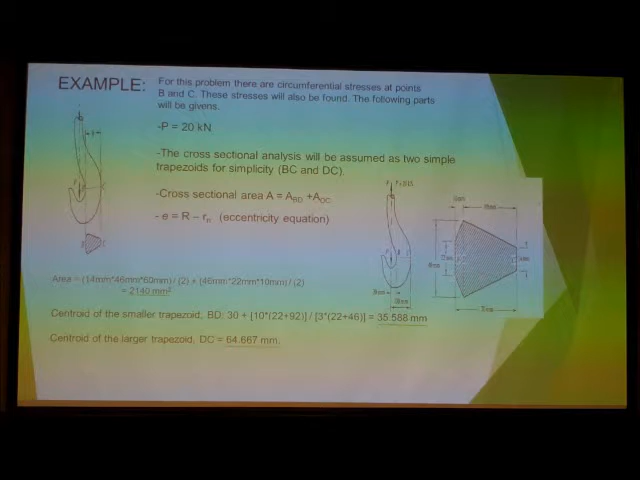 EXAMPLE:
For this problem there are circumferential stresses at points
B and C. These stresses will also be found. The following parts
will be givens.
-P = 20 kN
-The cross sectional analysis will be assumed as two simple
trapezoids for simplicity (BC and DC).
-Cross sectional area A = A_BD +A_DC
- e = R – r_n (eccentricity equation)
Area = (14mm*46mm*60mm) / (2) + (46mm*22mm*10mm) / (2)
= 2140 mm²
Centroid of the smaller trapezoid, BD: 30 + [10*(22+92)] / [3*(22+46)] = 35.588 mm
Centroid of the larger trapezoid, DC = 64.667 mm.